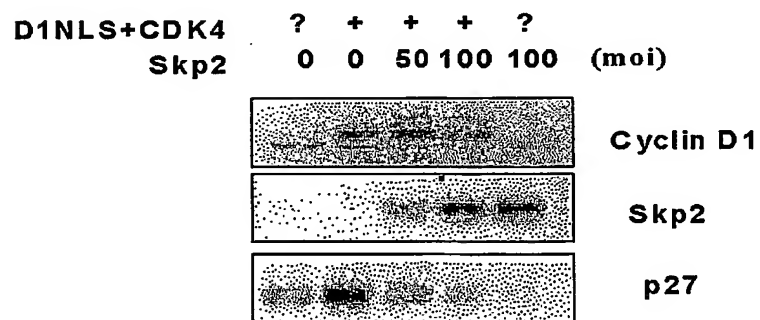 D1NLS+CDK4 ? + + + ?
Skp2 0 0 50 100 100 (moi)
Cyclin D1
Skp2
p27